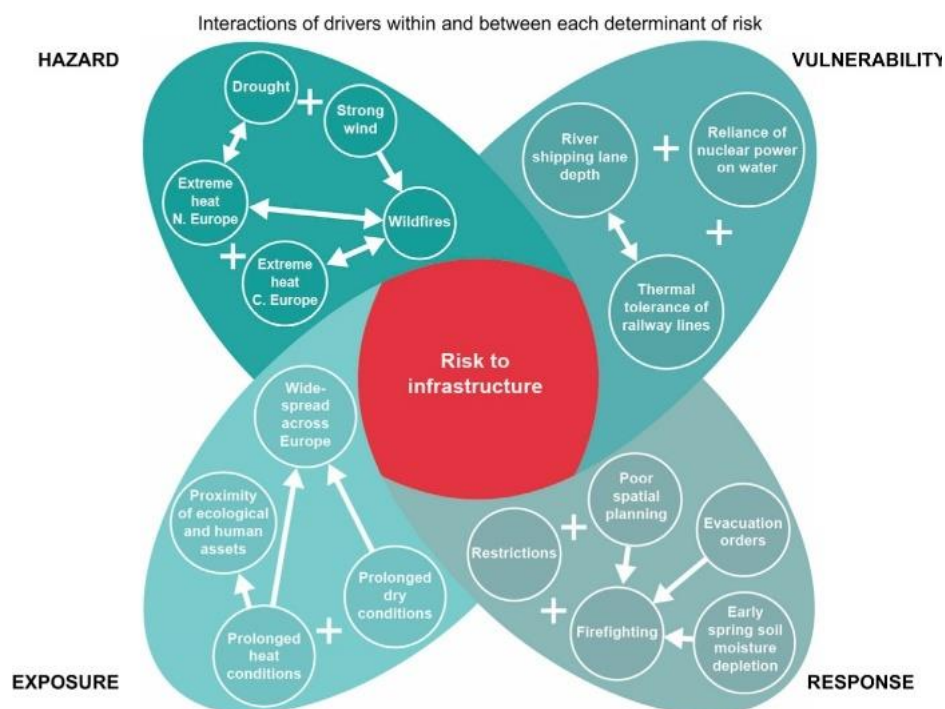 Interactions of drivers within and between each determinant of risk
HAZARD
Drought
+
Strong
wind
Extreme
heat
N. Europe
Wildfires
+
Extreme
heat
C. Europe
VULNERABILITY
River
shipping lane
depth
+
Reliance of
nuclear power
on water
+
Thermal
tolerance of
railway lines
Risk to
infrastructure
Wide-
spread
across
Europe
Proximity
of ecological
and human
assets
Prolonged
dry
conditions
+
Prolonged
heat
conditions
EXPOSURE
Poor
spatial
planning
+
Restrictions
Evacuation
orders
+
Firefighting
Early
spring soil
moisture
depletion
RESPONSE